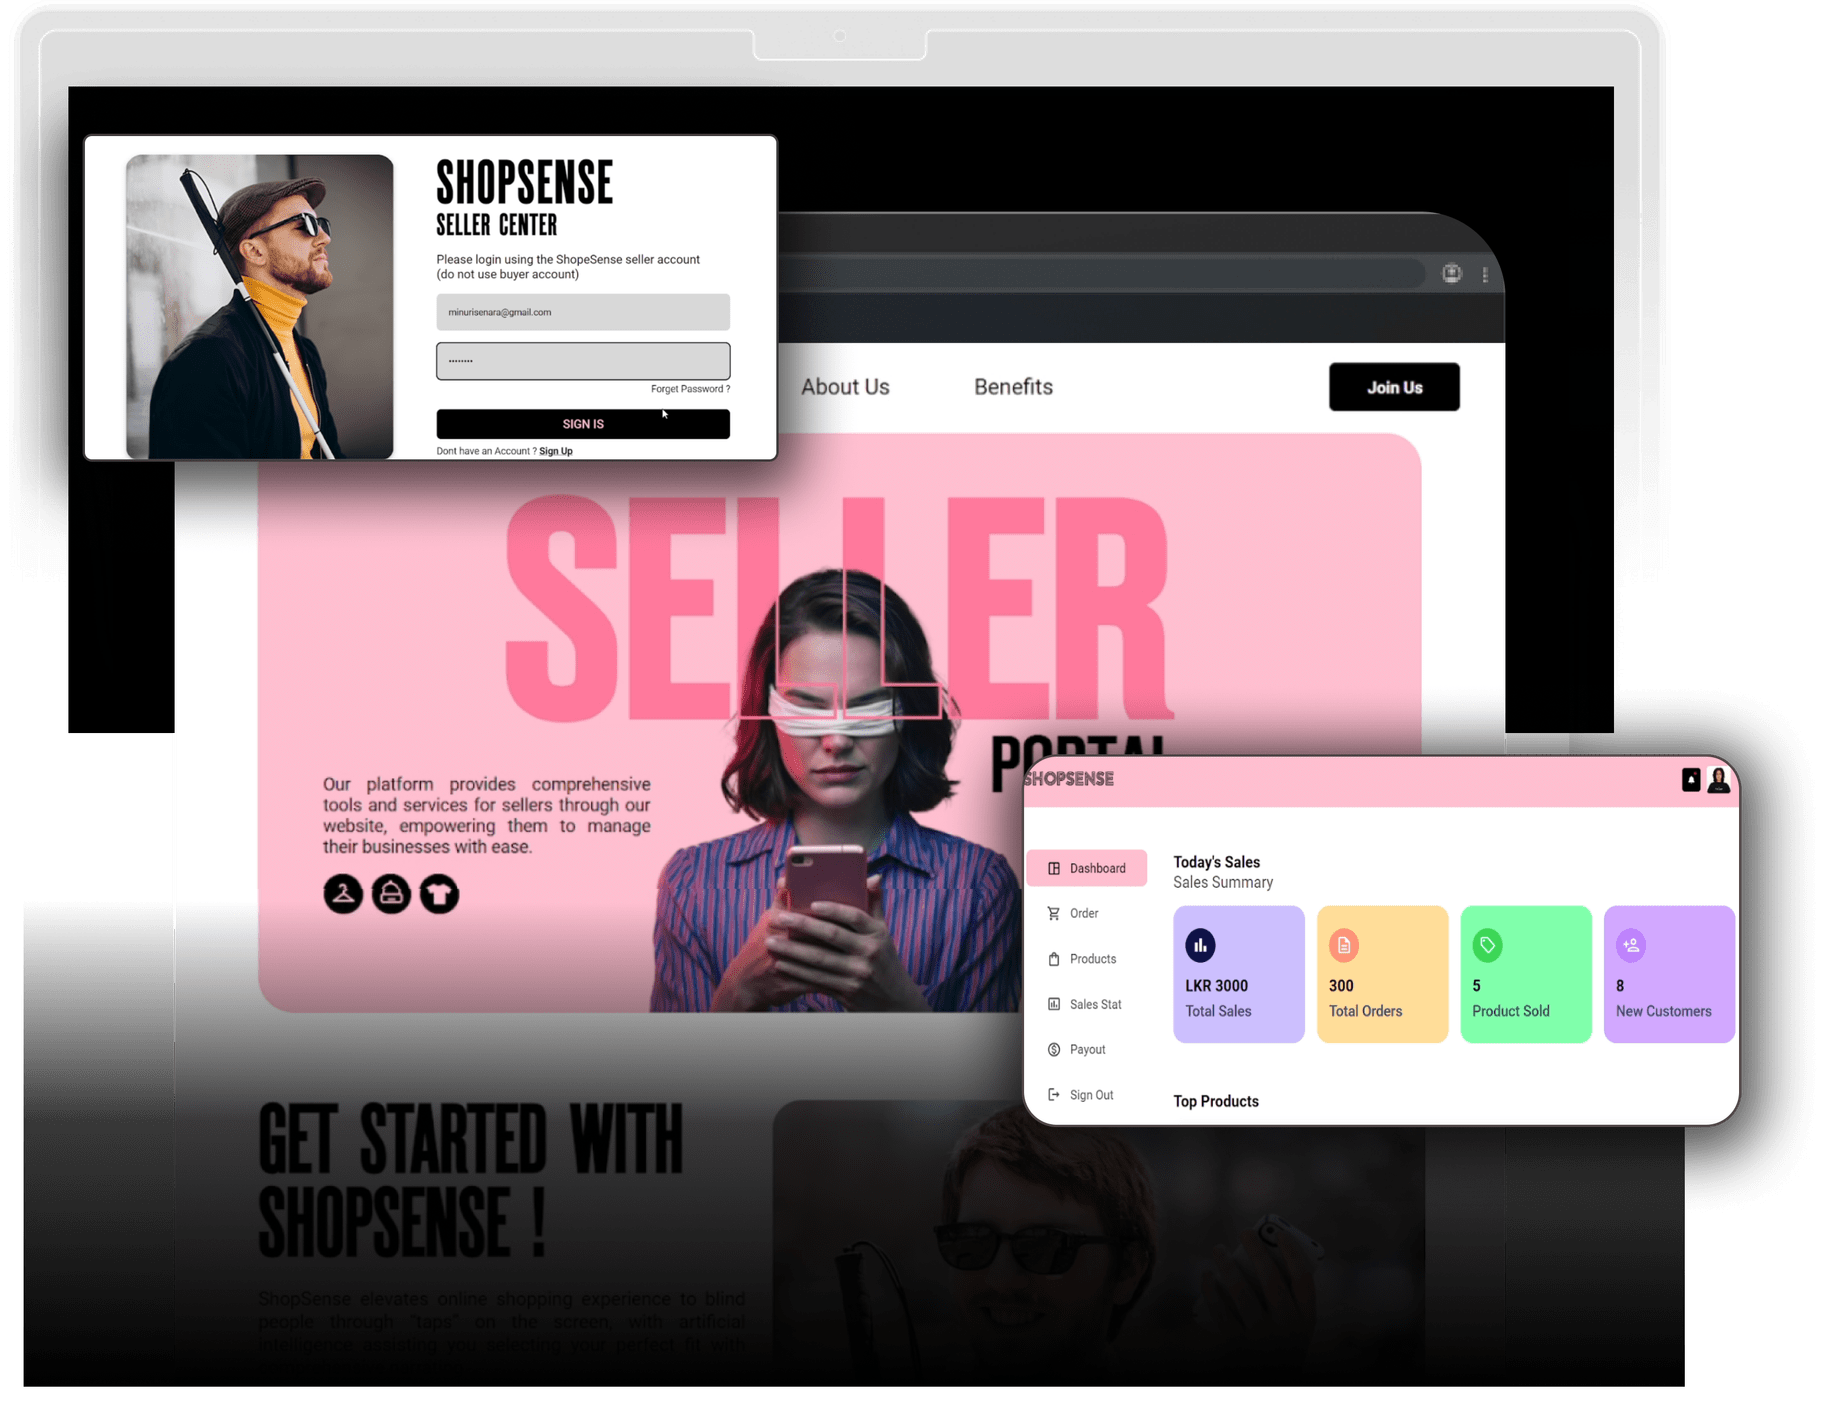 SHOPSENSE
SELLER CENTER
Please login using the ShopeSense seller account
(do not use buyer account)
minurisenara@gmail.com
Forget Password ?
SIGN IS
Dont have an Account ? Sign Up
About Us
Benefits
Join Us
SELLER
PORTAL
Our platform provides comprehensive
tools and services for sellers through our
website, empowering them to manage
their businesses with ease.
SHOPSENSE
Dashboard
Order
Products
Sales Stat
Payout
Sign Out
Today's Sales
Sales Summary
LKR 3000
Total Sales
300
Total Orders
5
Product Sold
8
New Customers
Top Products
GET STARTED WITH
SHOPSENSE !
ShopSense elevates online shopping experience to blind
people through "taps" on the screen, with artificial
intelligence assisting you selecting your perfect fit with